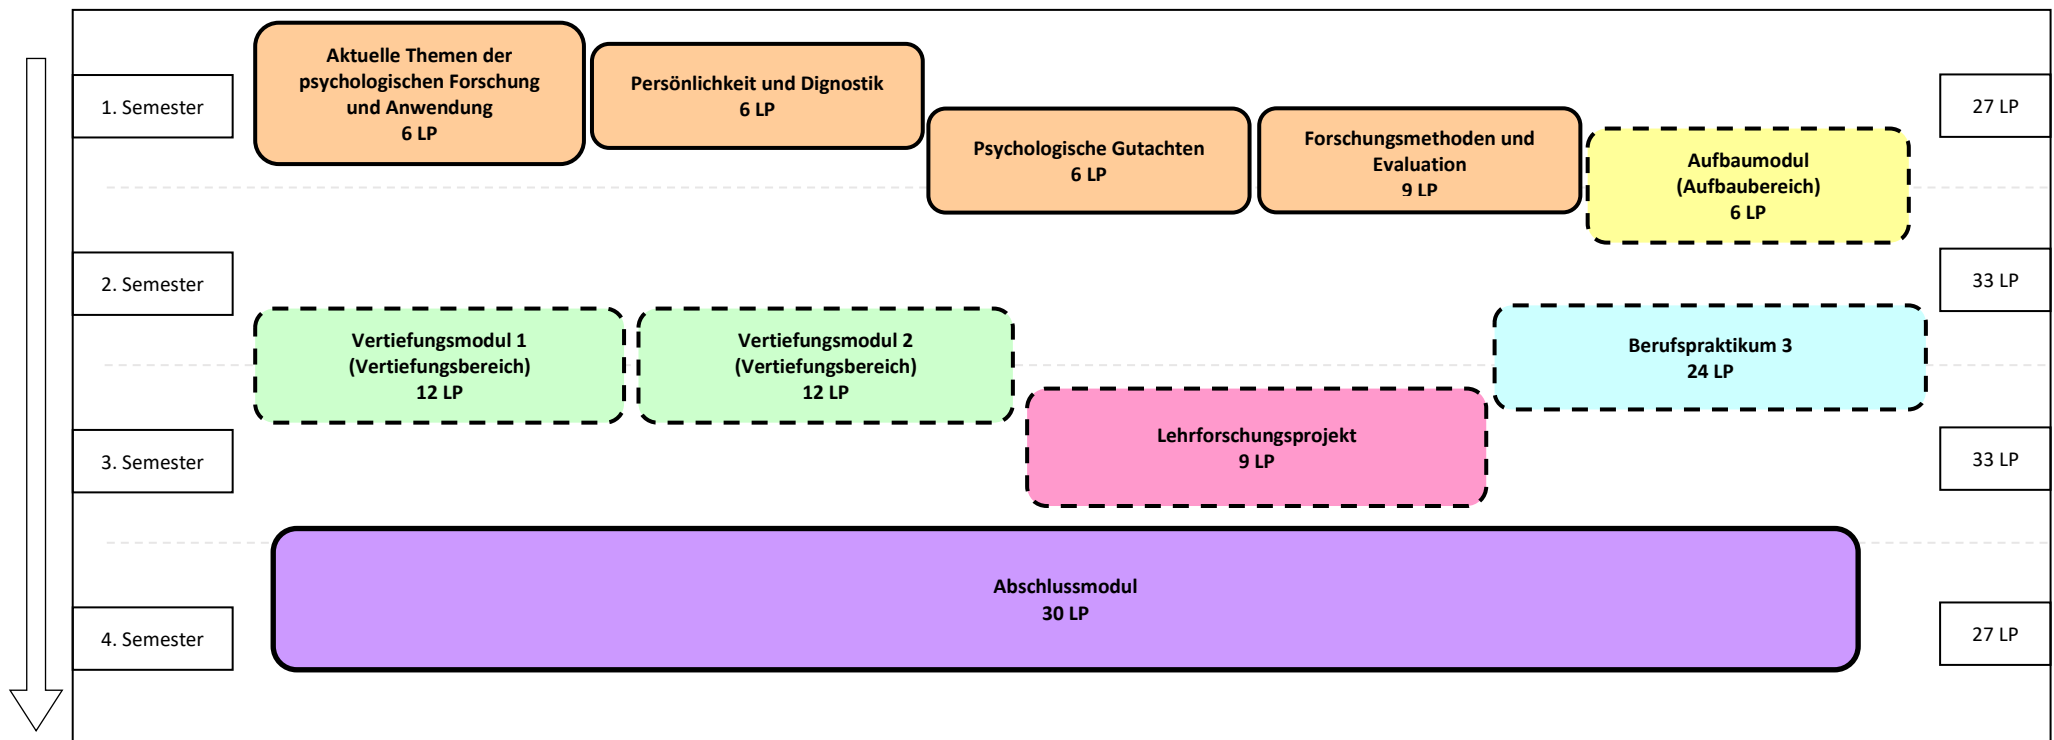 1. Semester
Aktuelle Themen der
psychologischen Forschung
und Anwendung
6 LP
Persönlichkeit und Dignostik
6 LP
Psychologische Gutachten
6 LP
Forschungsmethoden und
Evaluation
9 LP
Aufbaumodul
(Aufbaubereich)
6 LP
27 LP
2. Semester
33 LP
Vertiefungsmodul 1
(Vertiefungsbereich)
12 LP
Vertiefungsmodul 2
(Vertiefungsbereich)
12 LP
Berufspraktikum 3
24 LP
Lehrforschungsprojekt
9 LP
3. Semester
33 LP
Abschlussmodul
30 LP
4. Semester
27 LP